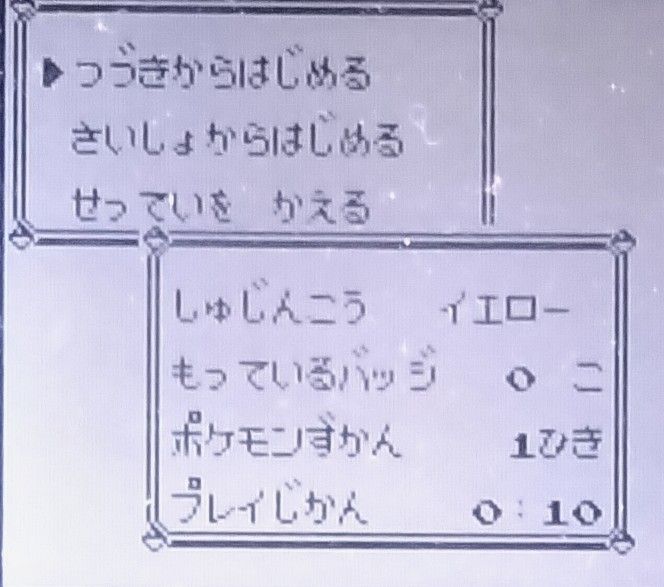 ▶つづきからはじめる
さいしょからはじめる
せっていを　かえる
しゅじんこう　イエロー
もっているバッジ　0　こ
ポケモンずかん　1ひき
プレイじかん　0:10